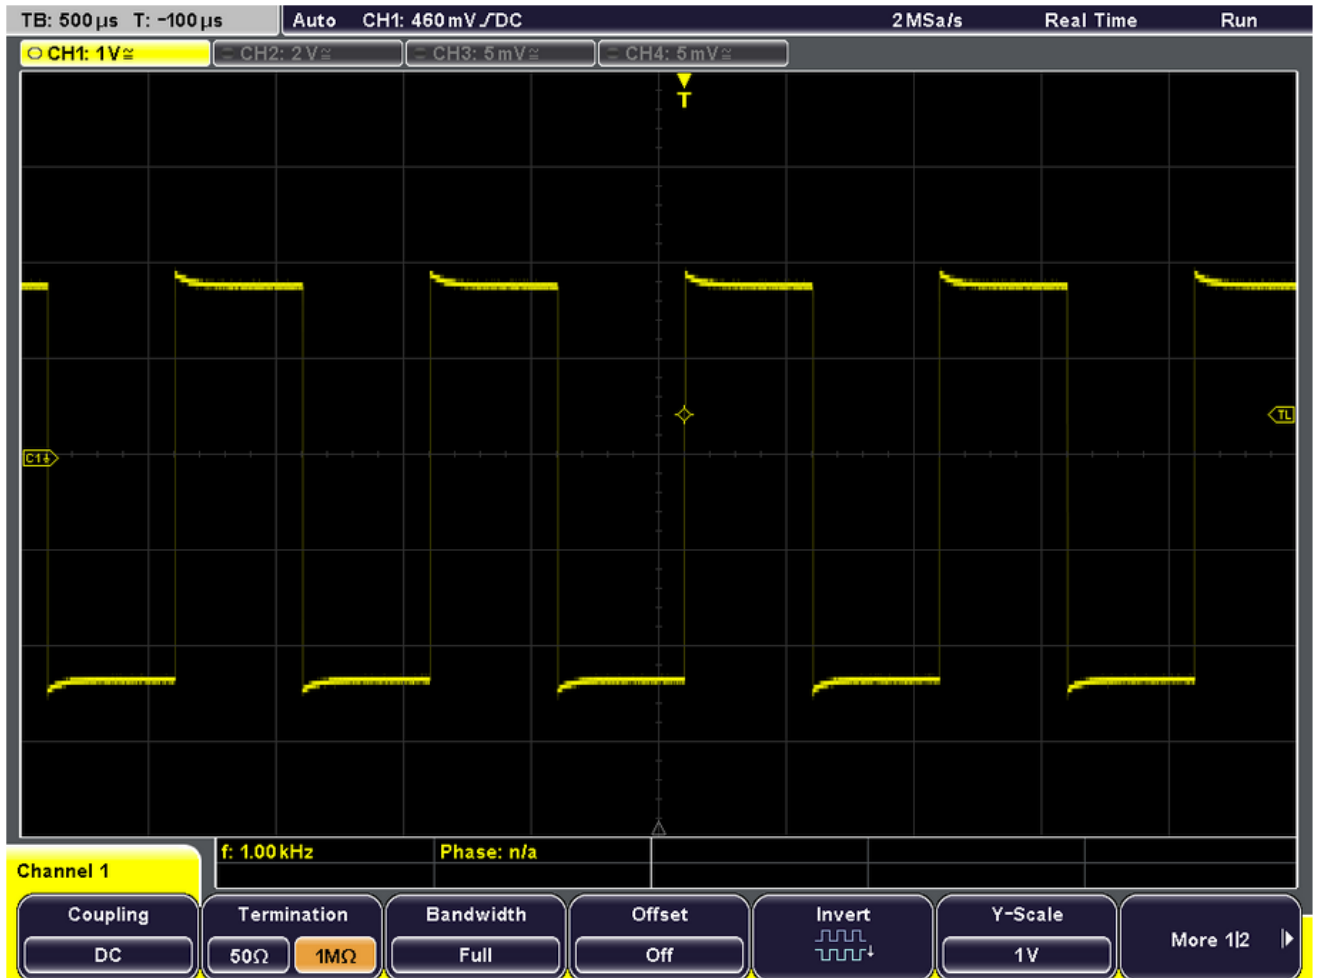 TB: 500 µs T: -100 µs Auto CH1: 460 mV DC 2 MSa/s Real Time Run
CH1: 1 V≅ CH2: 2 V≅ CH3: 5 mV≅ CH4: 5 mV≅
T
TL
C1
f: 1.00 kHz Phase: n/a
Channel 1
Coupling Termination Bandwidth Offset Invert Y-Scale More 1|2
DC 50Ω 1MΩ Full Off 1 V